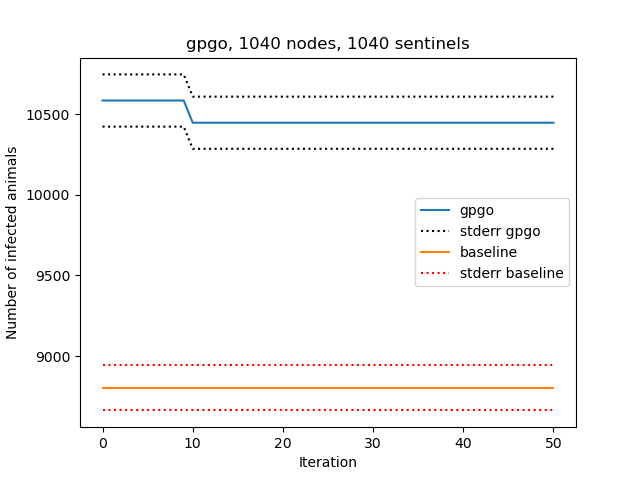 gpgo, 1040 nodes, 1040 sentinels
Number of infected animals
10500
10000
9500
9000
gpgo
stderr gpgo
baseline
stderr baseline
0 10 20 30 40 50
Iteration